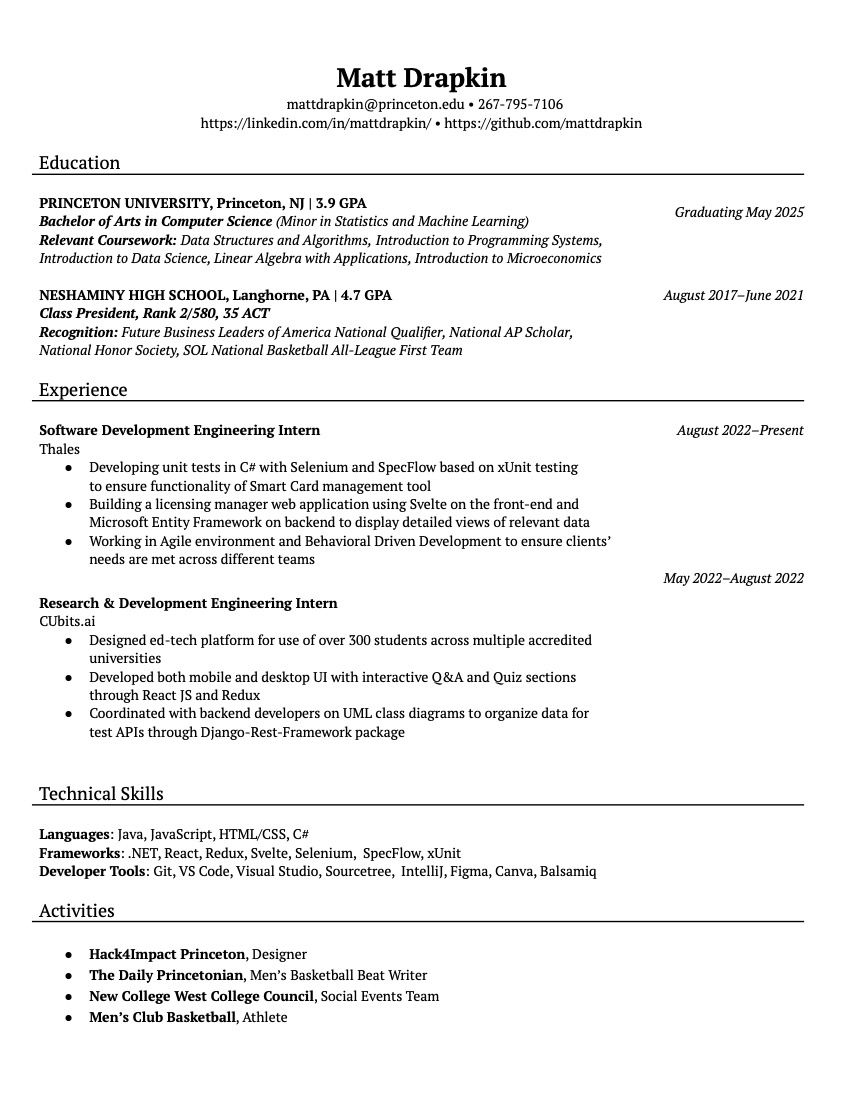 Matt Drapkin
mattdrapkin@princeton.edu • 267-795-7106
https://linkedin.com/in/mattdrapkin/ • https://github.com/mattdrapkin
Education
PRINCETON UNIVERSITY, Princeton, NJ | 3.9 GPA
Graduating May 2025
Bachelor of Arts in Computer Science (Minor in Statistics and Machine Learning)
Relevant Coursework: Data Structures and Algorithms, Introduction to Programming Systems,
Introduction to Data Science, Linear Algebra with Applications, Introduction to Microeconomics
NESHAMINY HIGH SCHOOL, Langhorne, PA | 4.7 GPA
August 2017–June 2021
Class President, Rank 2/580, 35 ACT
Recognition: Future Business Leaders of America National Qualifier, National AP Scholar,
National Honor Society, SOL National Basketball All-League First Team
Experience
Software Development Engineering Intern
August 2022–Present
Thales
● Developing unit tests in C# with Selenium and SpecFlow based on xUnit testing
to ensure functionality of Smart Card management tool
● Building a licensing manager web application using Svelte on the front-end and
Microsoft Entity Framework on backend to display detailed views of relevant data
● Working in Agile environment and Behavioral Driven Development to ensure clients’
needs are met across different teams
May 2022–August 2022
Research & Development Engineering Intern
CUbits.ai
● Designed ed-tech platform for use of over 300 students across multiple accredited
universities
● Developed both mobile and desktop UI with interactive Q&A and Quiz sections
through React JS and Redux
● Coordinated with backend developers on UML class diagrams to organize data for
test APIs through Django-Rest-Framework package
Technical Skills
Languages: Java, JavaScript, HTML/CSS, C#
Frameworks: .NET, React, Redux, Svelte, Selenium, SpecFlow, xUnit
Developer Tools: Git, VS Code, Visual Studio, Sourcetree, IntelliJ, Figma, Canva, Balsamiq
Activities
● Hack4Impact Princeton, Designer
● The Daily Princetonian, Men’s Basketball Beat Writer
● New College West College Council, Social Events Team
● Men’s Club Basketball, Athlete